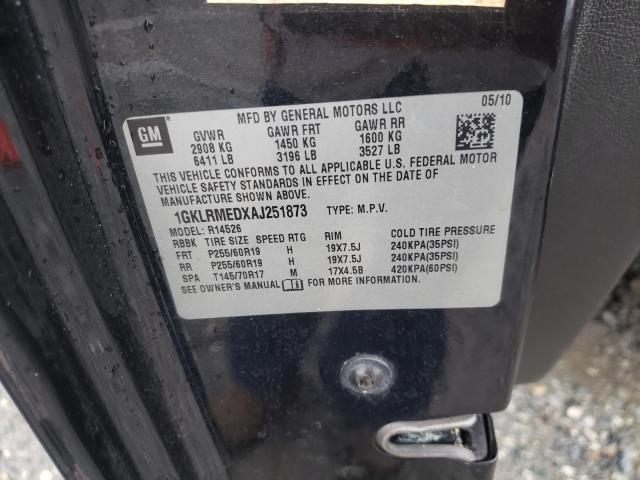 MFD BY GENERAL MOTORS LLC 05/10
GM GVWR GAWR FRT GAWR RR
2908 KG 1450 KG 1600 KG
6411 LB 3196 LB 3527 LB
THIS VEHICLE CONFORMS TO ALL APPLICABLE U.S. FEDERAL MOTOR
VEHICLE SAFETY STANDARDS IN EFFECT ON THE DATE OF
MANUFACTURE SHOWN ABOVE.
1GKLRMEDXAJ251873 TYPE: M.P.V.
MODEL: R14526
RBBK TIRE SIZE SPEED RTG RIM COLD TIRE PRESSURE
FRT P255/60R19 H 19X7.5J 240KPA(35PSI)
RR P255/60R19 H 19X7.5J 240KPA(35PSI)
SPA T145/70R17 M 17X4.5B 420KPA(60PSI)
SEE OWNER'S MANUAL FOR MORE INFORMATION.